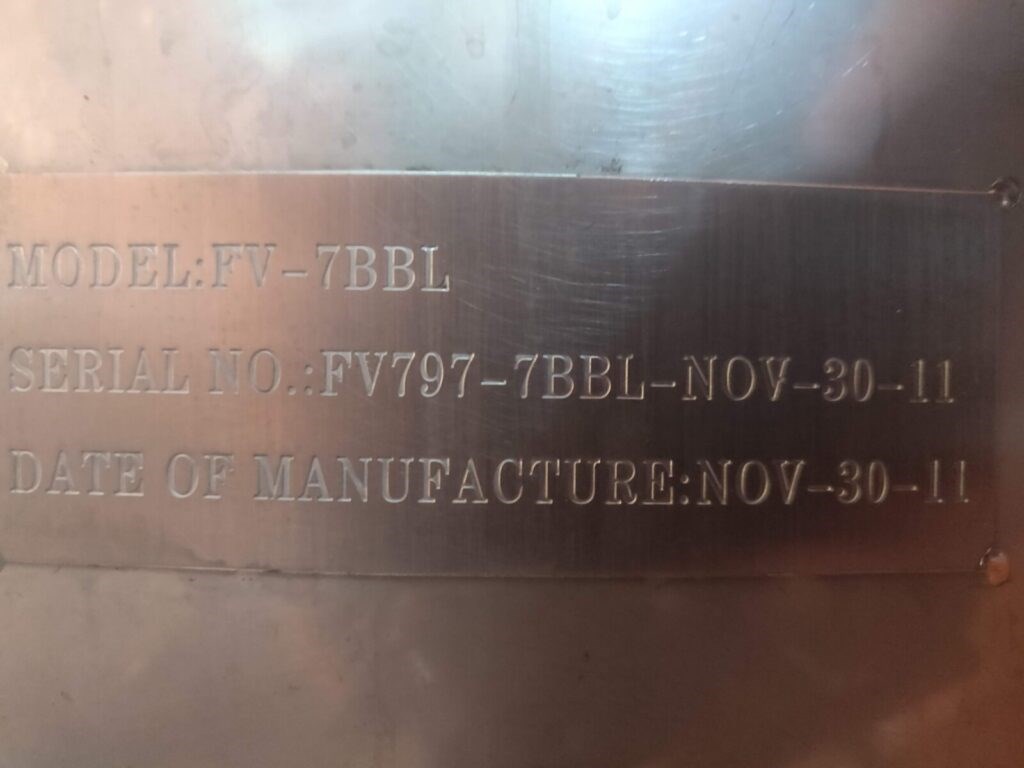 MODEL:FV-7BBL
SERIAL NO.:FV797-7BBL-NOV-30-11
DATE OF MANUFACTURE:NOV-30-11